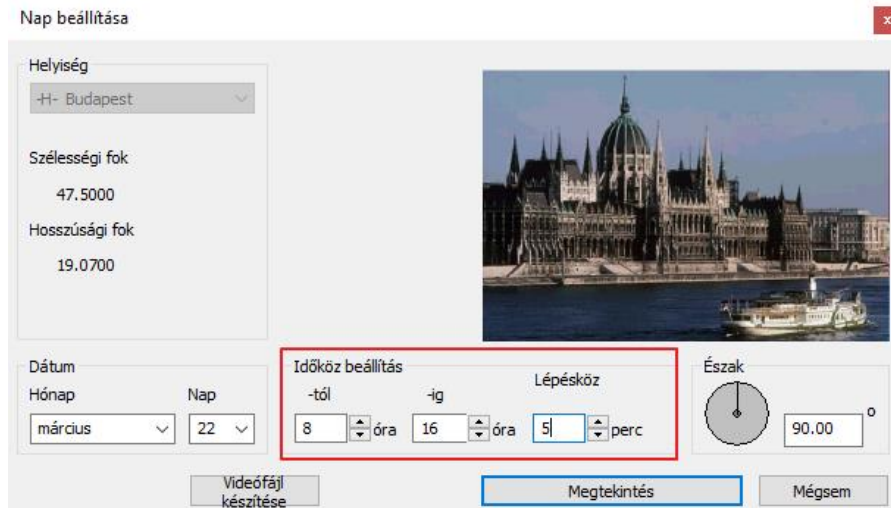 Nap beállítása
x
Helyiség
-H- Budapest
Szélességi fok
47.5000
Hosszúsági fok
19.0700
Dátum
Hónap
Nap
március
22
Időköz beállítás
-tól
-ig
Lépésköz
8
óra
16
óra
5
perc
Észak
90.00
o
Videófájl
készítése
Megtekintés
Mégsem